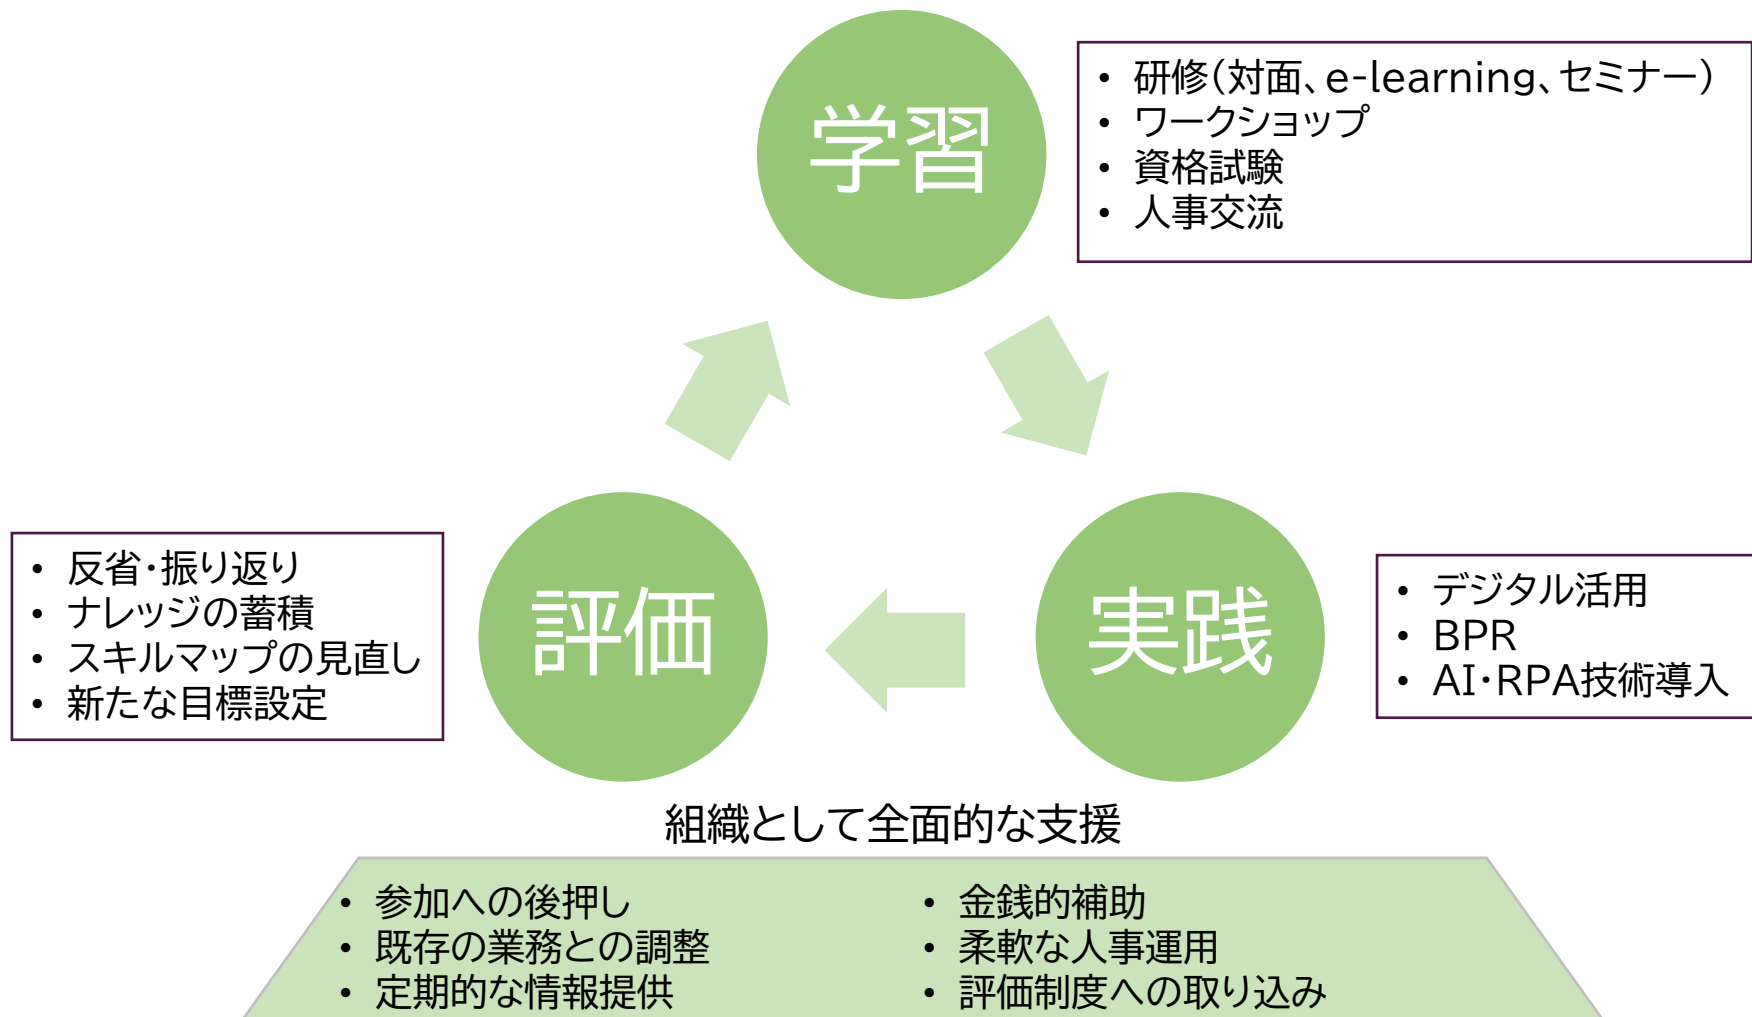 学習
• 研修(対面、e-learning、セミナー)
• ワークショップ
• 資格試験
• 人事交流
実践
• デジタル活用
• BPR
• AI・RPA技術導入
評価
• 反省・振り返り
• ナレッジの蓄積
• スキルマップの見直し
• 新たな目標設定
組織として全面的な支援
• 参加への後押し
• 既存の業務との調整
• 定期的な情報提供
• 金銭的補助
• 柔軟な人事運用
• 評価制度への取り込み